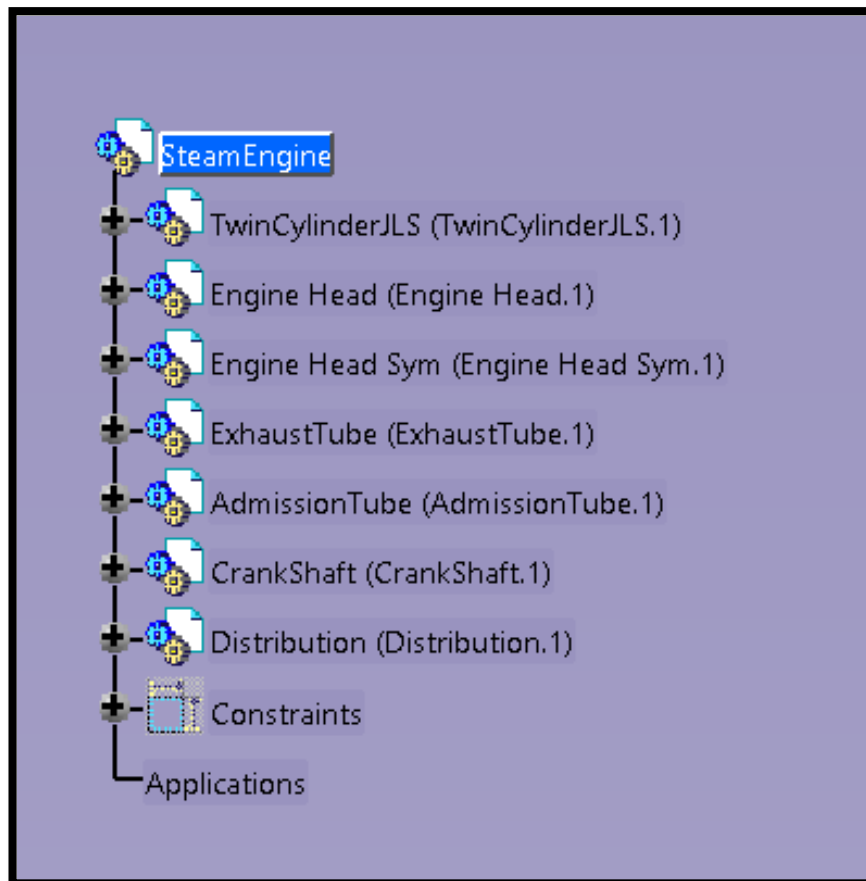 SteamEngine
TwinCylinderJLS (TwinCylinderJLS.1)
Engine Head (Engine Head.1)
Engine Head Sym (Engine Head Sym.1)
ExhaustTube (ExhaustTube.1)
AdmissionTube (AdmissionTube.1)
CrankShaft (CrankShaft.1)
Distribution (Distribution.1)
Constraints
Applications